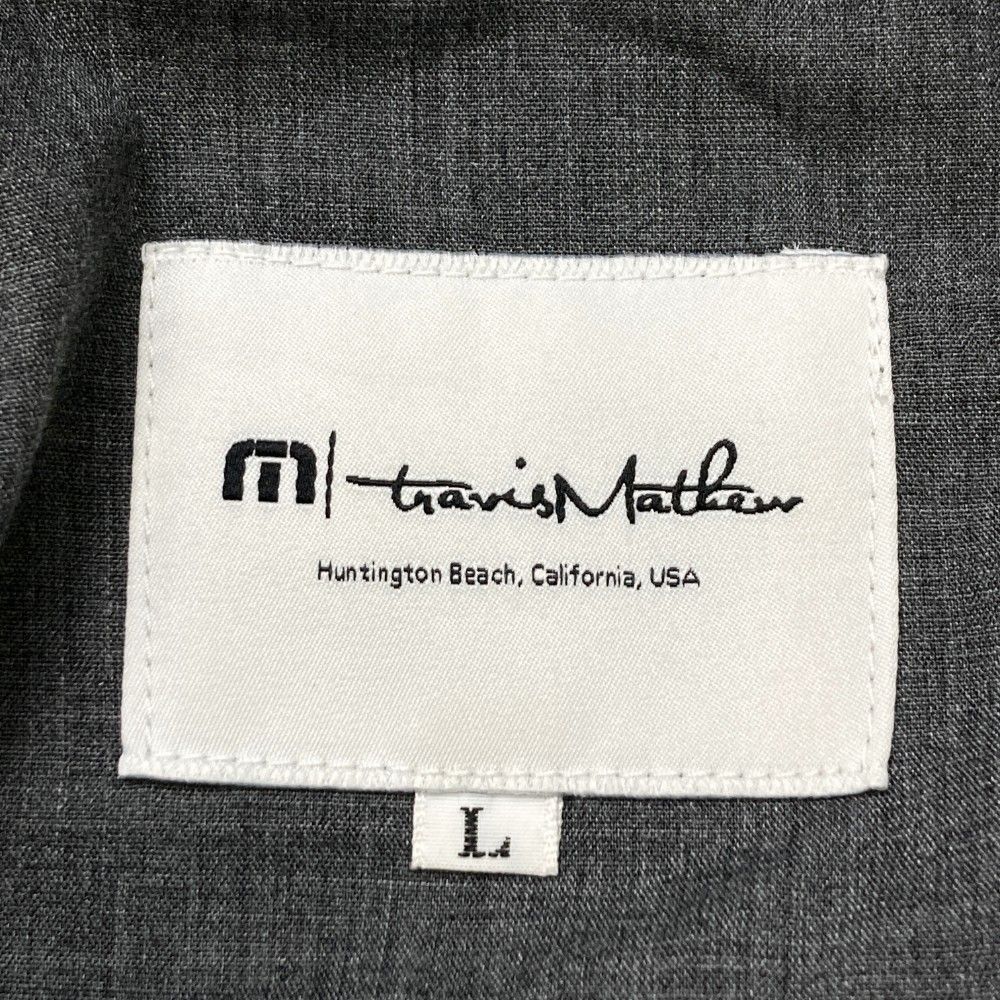 travisMathew
Huntington Beach, California, USA
L